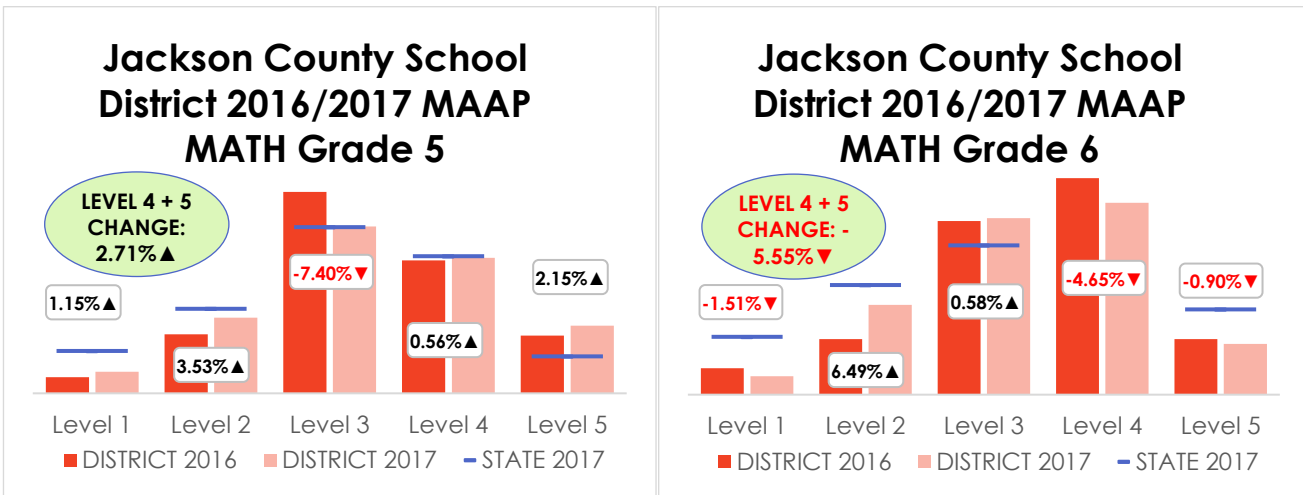 Jackson County School
District 2016/2017 MAAP
MATH Grade 5
LEVEL 4 + 5
CHANGE:
2.71%▲
1.15%▲
3.53%▲
-7.40%▼
0.56%▲
2.15%▲
Level 1 Level 2 Level 3 Level 4 Level 5
DISTRICT 2016 DISTRICT 2017 STATE 2017
Jackson County School
District 2016/2017 MAAP
MATH Grade 6
LEVEL 4 + 5
CHANGE: -
5.55%▼
-1.51%▼
6.49%▲
0.58%▲
-4.65%▼
-0.90%▼
Level 1 Level 2 Level 3 Level 4 Level 5
DISTRICT 2016 DISTRICT 2017 STATE 2017